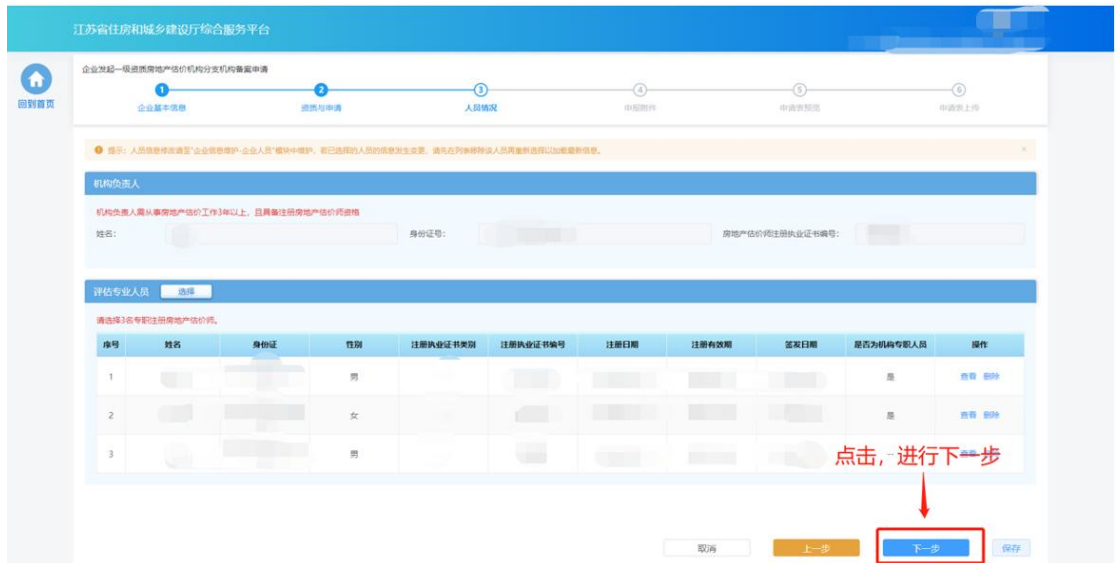 江苏省住房和城乡建设厅综合服务平台
回到首页
企业发起一级资质房地产估价机构分支机构备案申请
1 2 3 4 5 6
企业基本信息 资质与申请 人员情况 申报附件 申请表预览 申请表上传
提示：人员信息修改请至"企业信息维护-企业人员"模块中维护，若已选择的人员的信息发生变更，请先在列表移除该人员再重新选择以加载最新信息。 ×
机构负责人
机构负责人需从事房地产估价工作3年以上，且具备注册房地产估价师资格
姓名： 身份证号： 房地产估价师注册执业证书编号：
评估专业人员 选择
请选择3名专职注册房地产估价师。
序号 姓名 身份证 性别 注册执业证书类别 注册执业证书编号 注册日期 注册有效期 签发日期 是否为机构专职人员 操作
1 男 是 查看 删除
2 女 是 查看 删除
3 男
点击，进行下一步
取消 上一步 下一步 保存